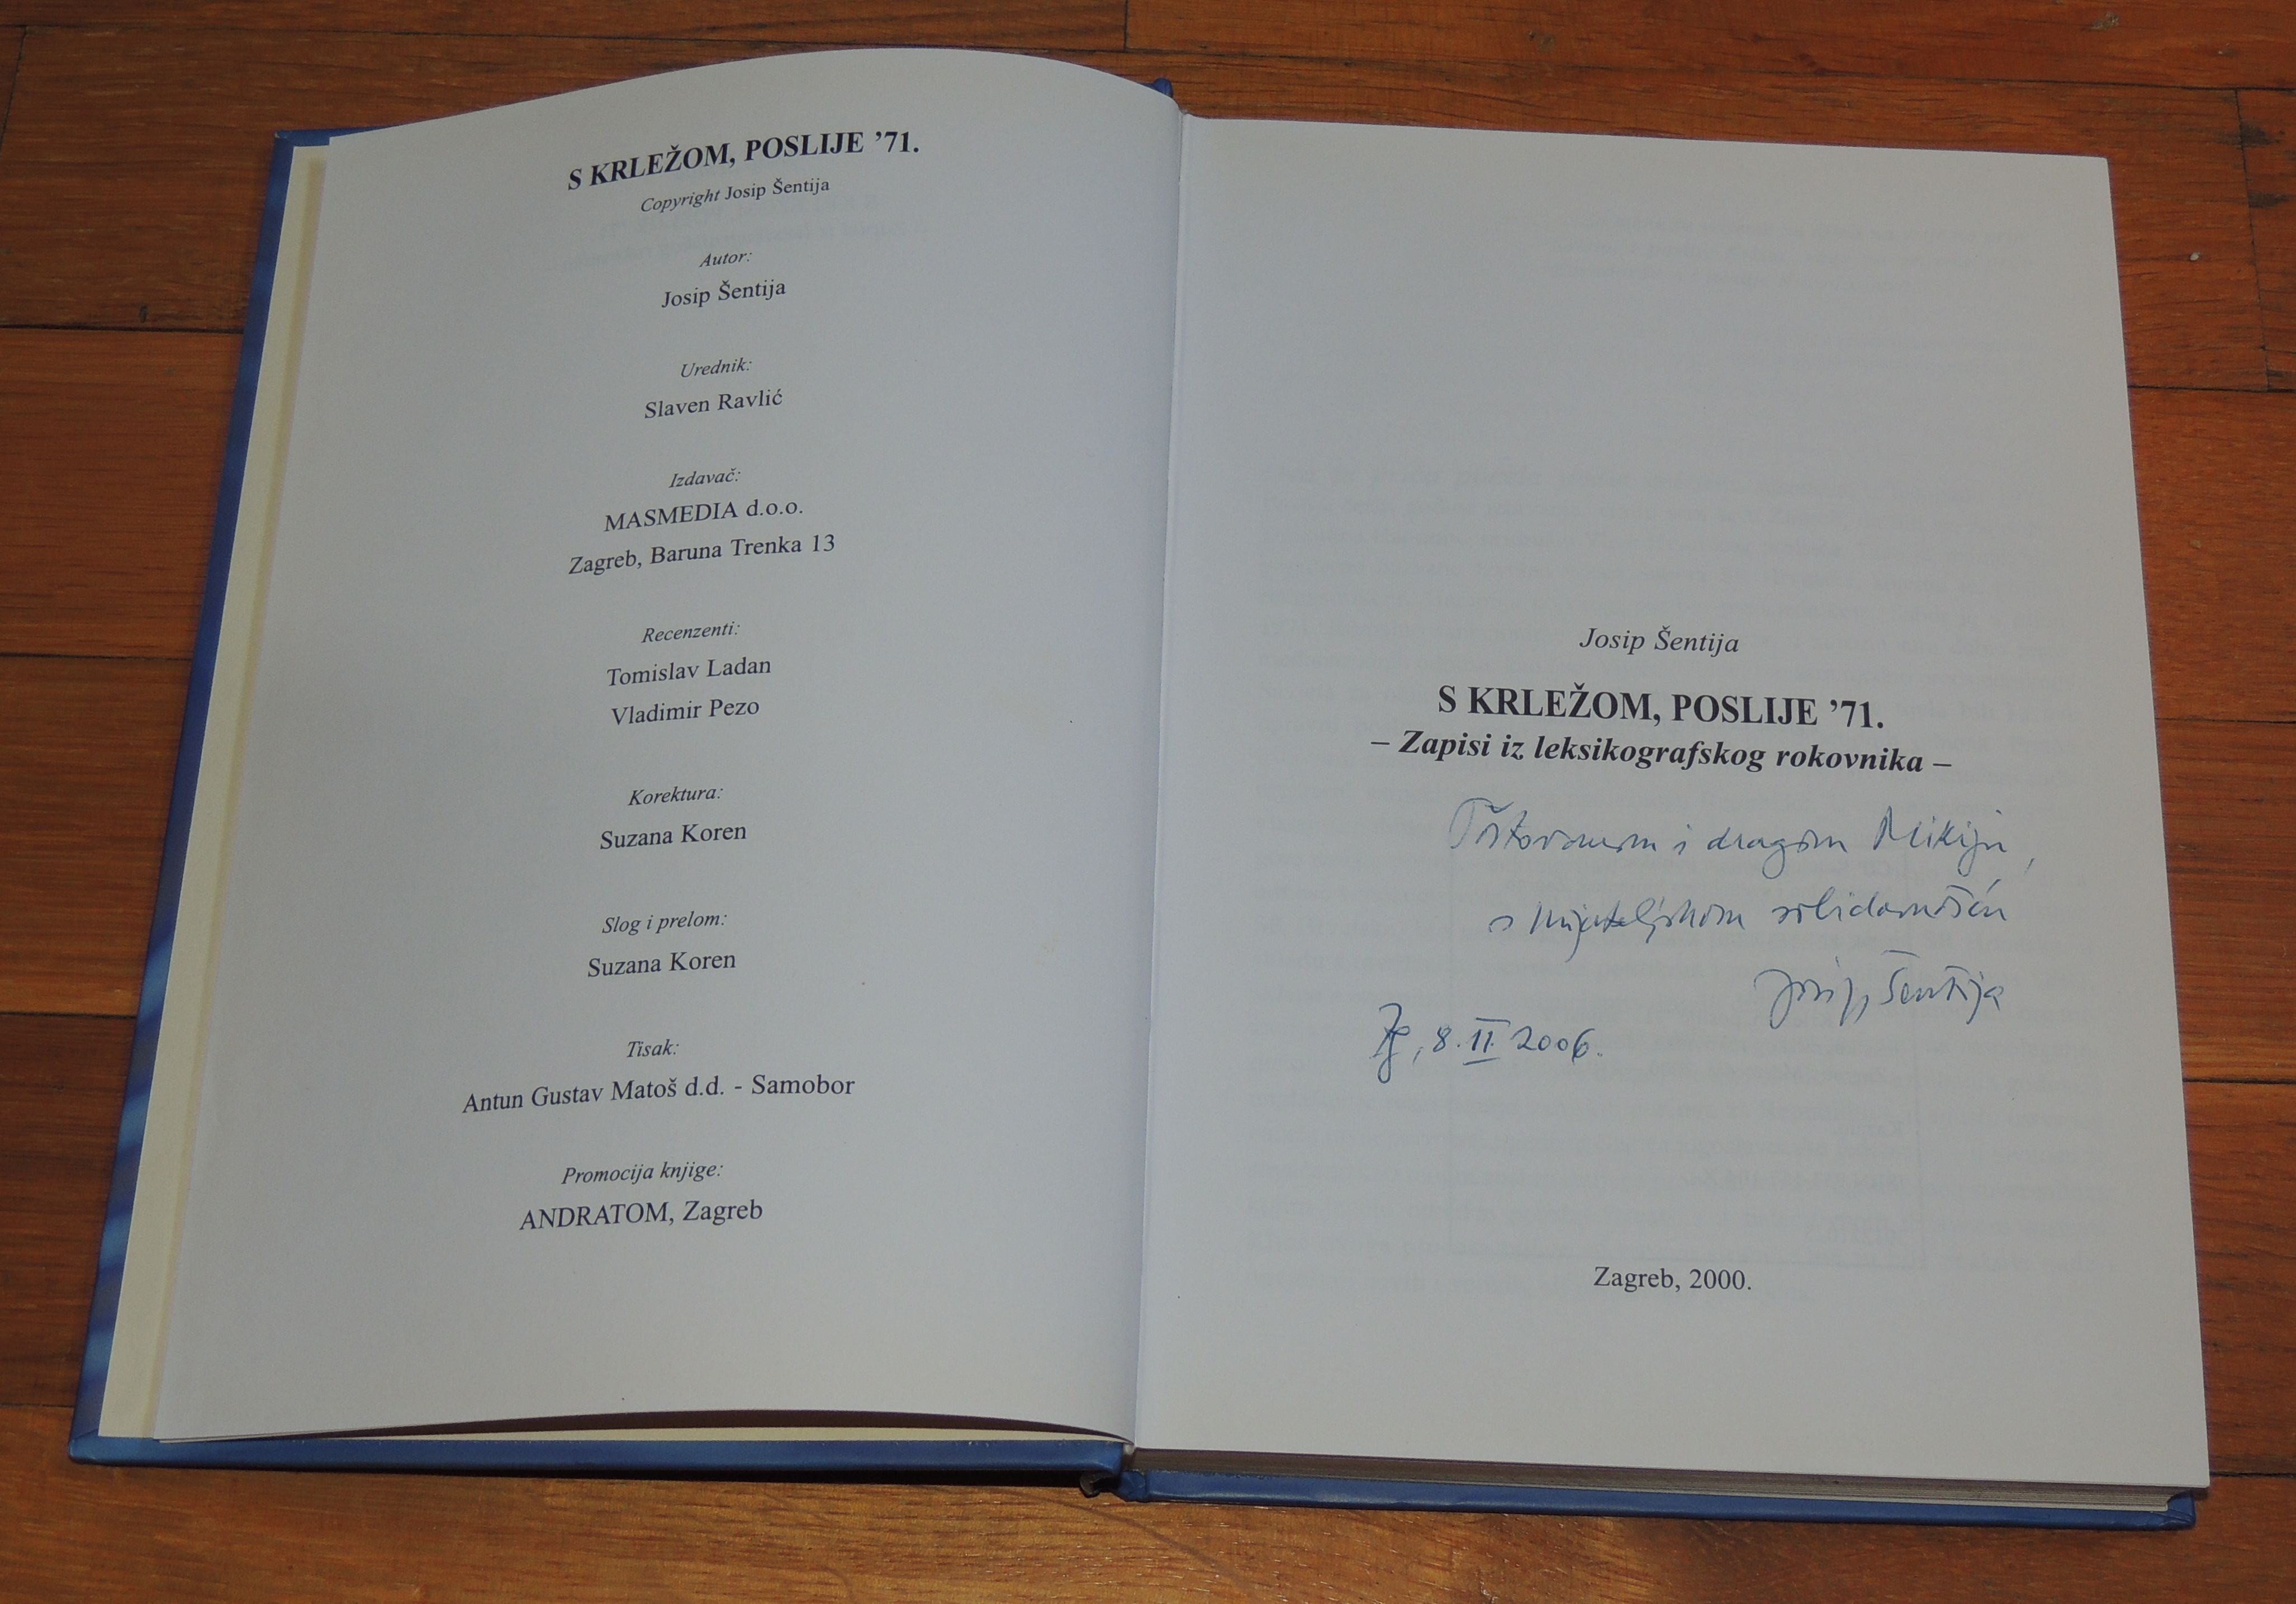 S KRLEŽOM, POSLIJE ’71.
Copyright Josip Šentija
Autor:
Josip Šentija
Urednik:
Slaven Ravlić
Izdavač:
MASMEDIA d.o.o.
Zagreb, Baruna Trenka 13
Recenzenti:
Tomislav Ladan
Vladimir Pezo
Korektura:
Suzana Koren
Slog i prelom:
Suzana Koren
Tisak:
Antun Gustav Matoš d.d. - Samobor
Promocija knjige:
ANDRATOM, Zagreb
Josip Šentija
S KRLEŽOM, POSLIJE ’71.
– Zapisi iz leksikografskog rokovnika –
Poštovanom i dragom Mikiju,
s prijateljskom solidarnošću
Josip Šentija
Zg, 8. II 2006.
Zagreb, 2000.